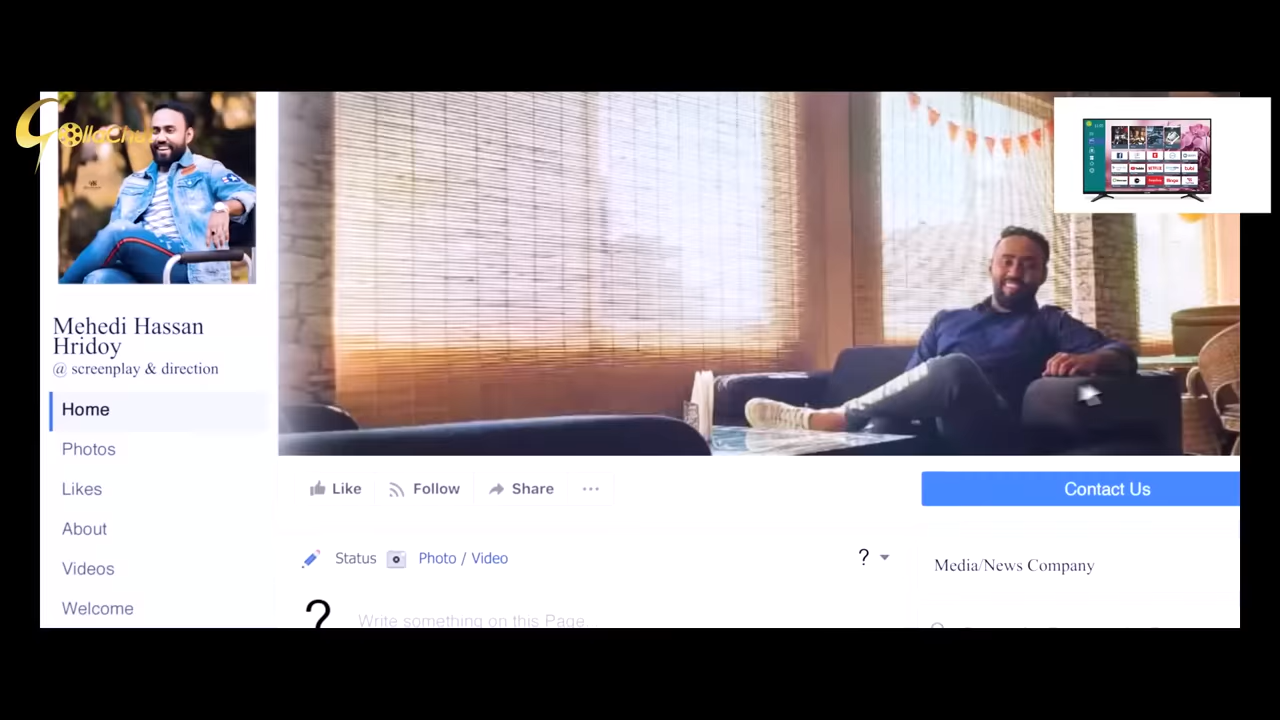 Mehedi Hassan
Hridoy
@ screenplay & direction
Home
Photos
Likes
About
Videos
Welcome
Like
Follow
Share
Contact Us
Status
Photo / Video
?
Media/News Company
?
Write something on this Page